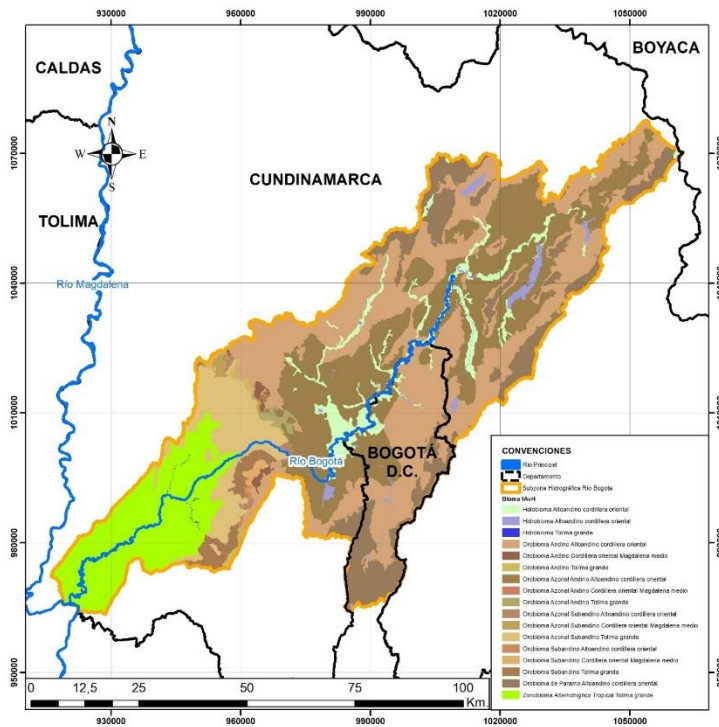 930000 960000 990000 1020000 1050000
BOYACA
CALDAS
N
W E
S
1070000 1070000
CUNDINAMARCA
TOLIMA
Río Magdalena
1040000 1040000
1010000
Río Bogotá
BOGOTÁ
D.C.
980000
950000
CONVENCIONES
Río Principal
Departamento
Subzona Hidrográfica Río Bogotá
Bioma IAvH
Helobioma Altoandino cordillera oriental
Hidrobioma Altoandino cordillera oriental
Hidrobioma Tolima grande
Orobioma Andino Altoandino cordillera oriental
Orobioma Andino Cordillera oriental Magdalena medio
Orobioma Andino Tolima grande
Orobioma Azonal Andino Altoandino cordillera oriental
Orobioma Azonal Andino Cordillera oriental Magdalena medio
Orobioma Azonal Andino Tolima grande
Orobioma Azonal Subandino Altoandino cordillera oriental
Orobioma Azonal Subandino Cordillera oriental Magdalena medio
Orobioma Azonal Subandino Tolima grande
Orobioma Subandino Altoandino cordillera oriental
Orobioma Subandino Cordillera oriental Magdalena medio
Orobioma Subandino Tolima grande
Orobioma de Paramo Altoandino cordillera oriental
Zonobioma Alternohigrico Tropical Tolima grande
0 12,5 25 50 75 100
Km.
930000 960000 990000 1020000 1050000